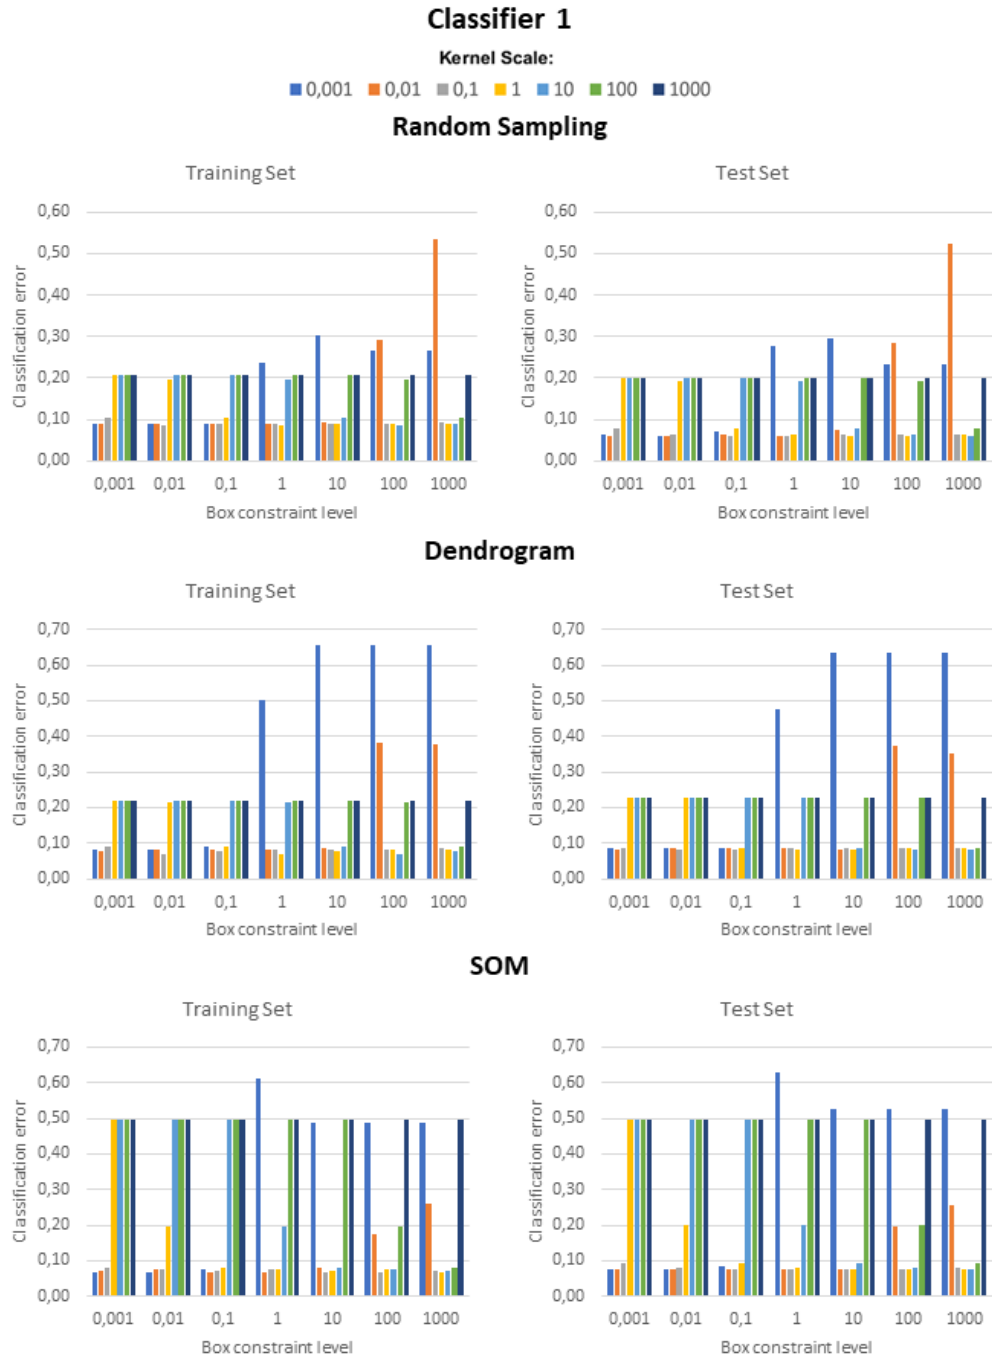 Classifier 1
Kernel Scale:
0,001 0,01 0,1 1 10 100 1000
Random Sampling
Training Set
0,60
0,50
0,40
0,30
0,20
0,10
0,00
Classification error
0,001 0,01 0,1 1 10 100 1000
Box constraint level
Test Set
0,60
0,50
0,40
0,30
0,20
0,10
0,00
Classification error
0,001 0,01 0,1 1 10 100 1000
Box constraint level
Dendrogram
Training Set
0,70
0,60
0,50
0,40
0,30
0,20
0,10
0,00
Classification error
0,001 0,01 0,1 1 10 100 1000
Box constraint level
Test Set
0,70
0,60
0,50
0,40
0,30
0,20
0,10
0,00
Classification error
0,001 0,01 0,1 1 10 100 1000
Box constraint level
SOM
Training Set
0,70
0,60
0,50
0,40
0,30
0,20
0,10
0,00
Classification error
0,001 0,01 0,1 1 10 100 1000
Box constraint level
Test Set
0,70
0,60
0,50
0,40
0,30
0,20
0,10
0,00
Classification error
0,001 0,01 0,1 1 10 100 1000
Box constraint level